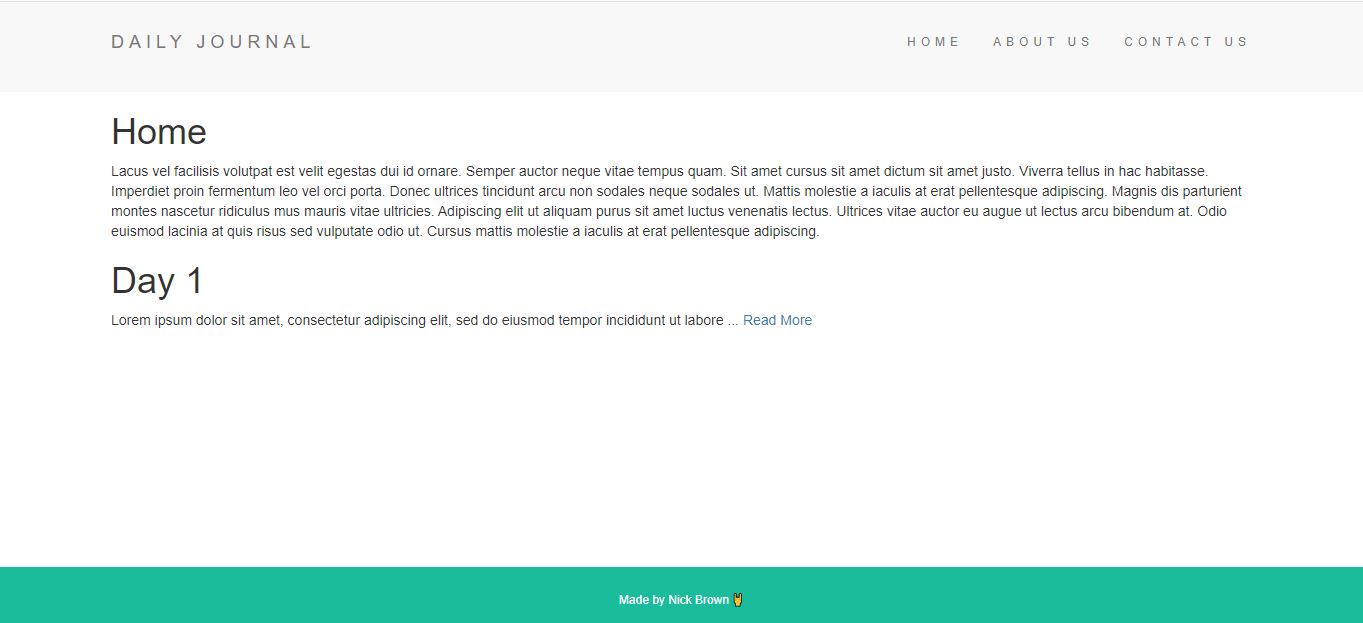 DAILY JOURNAL
HOME ABOUT US CONTACT US
Home
Lacus vel facilisis volutpat est velit egestas dui id ornare. Semper auctor neque vitae tempus quam. Sit amet cursus sit amet dictum sit amet justo. Viverra tellus in hac habitasse.
Imperdiet proin fermentum leo vel orci porta. Donec ultrices tincidunt arcu non sodales neque sodales ut. Mattis molestie a iaculis at erat pellentesque adipiscing. Magnis dis parturient
montes nascetur ridiculus mus mauris vitae ultricies. Adipiscing elit ut aliquam purus sit amet luctus venenatis lectus. Ultrices vitae auctor eu augue ut lectus arcu bibendum at. Odio
euismod lacinia at quis risus sed vulputate odio ut. Cursus mattis molestie a iaculis at erat pellentesque adipiscing.
Day 1
Lorem ipsum dolor sit amet, consectetur adipiscing elit, sed do eiusmod tempor incididunt ut labore ... Read More
Made by Nick Brown 🤘